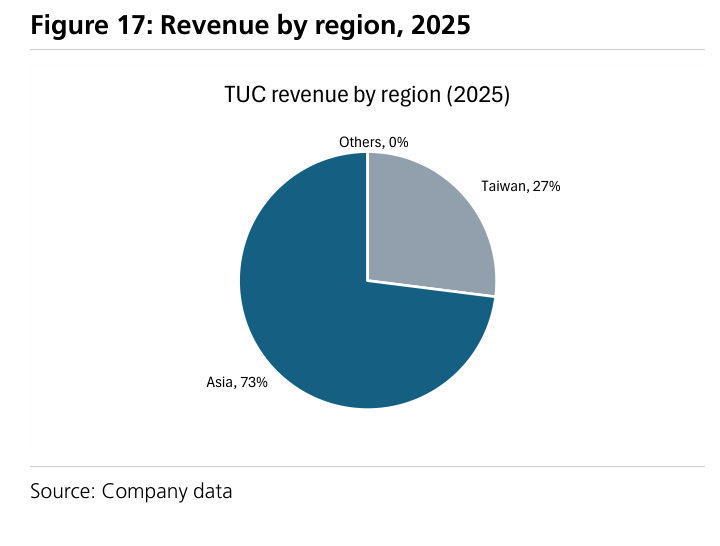 Figure 17: Revenue by region, 2025
TUC revenue by region (2025)
Others, 0%
Taiwan, 27%
Asia, 73%
Source: Company data